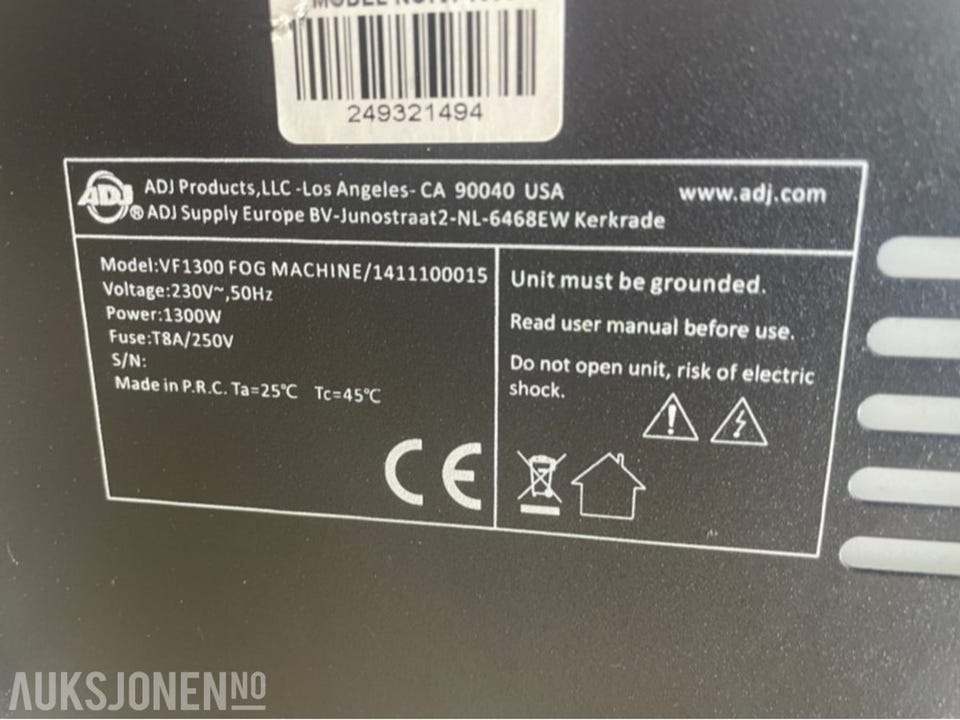 249321494
ADJ
ADJ Products,LLC -Los Angeles- CA 90040 USA
www.adj.com
® ADJ Supply Europe BV-Junostraat2-NL-6468EW Kerkrade
Model:VF1300 FOG MACHINE/1411100015
Voltage:230V~,50Hz
Power:1300W
Fuse:T8A/250V
S/N:
Made in P.R.C. Ta=25℃ Tc=45℃
CE
Unit must be grounded.
Read user manual before use.
Do not open unit, risk of electric
shock.
AUKSJONEN NO